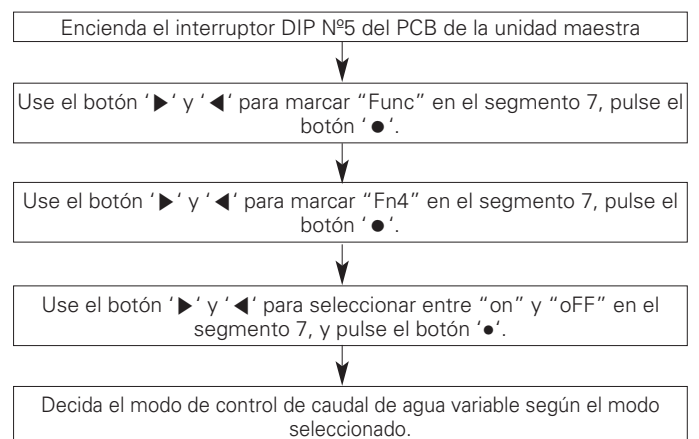 Encienda el interruptor DIP Nº5 del PCB de la unidad maestra
Use el botón ‘▶‘ y ‘◀‘ para marcar “Func” en el segmento 7, pulse el
botón ‘●‘.
Use el botón ‘▶‘ y ‘◀‘ para marcar “Fn4” en el segmento 7, pulse el
botón ‘●‘.
Use el botón ‘▶‘ y ‘◀‘ para seleccionar entre “on” y “oFF” en el
segmento 7, y pulse el botón ‘●‘.
Decida el modo de control de caudal de agua variable según el modo
seleccionado.